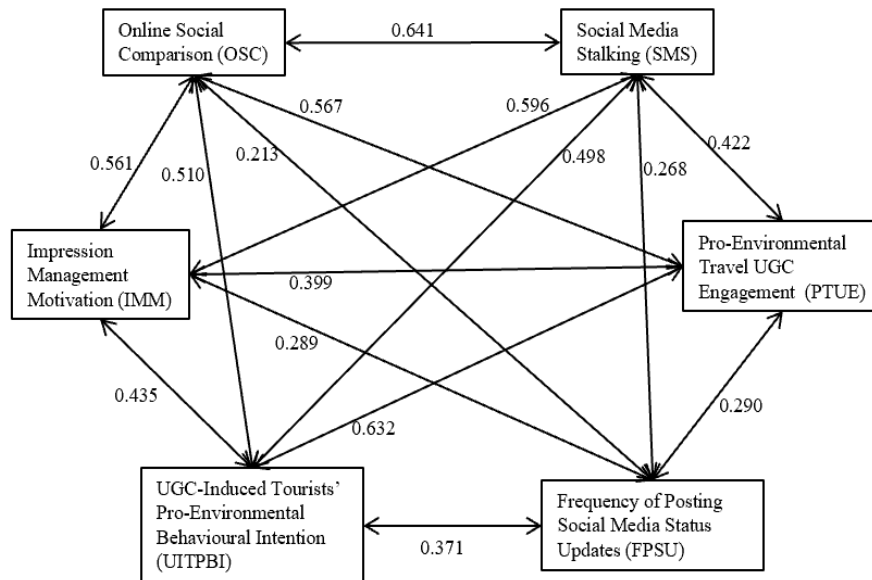 Online Social
Comparison (OSC)
0.641
Social Media
Stalking (SMS)
0.567
0.596
0.422
0.561
0.510
0.213
0.498
0.268
Impression
Management
Motivation (IMM)
0.399
Pro-Environmental
Travel UGC
Engagement (PTUE)
0.289
0.435
0.632
0.290
UGC-Induced Tourists’
Pro-Environmental
Behavioural Intention
(UITPBI)
0.371
Frequency of Posting
Social Media Status
Updates (FPSU)